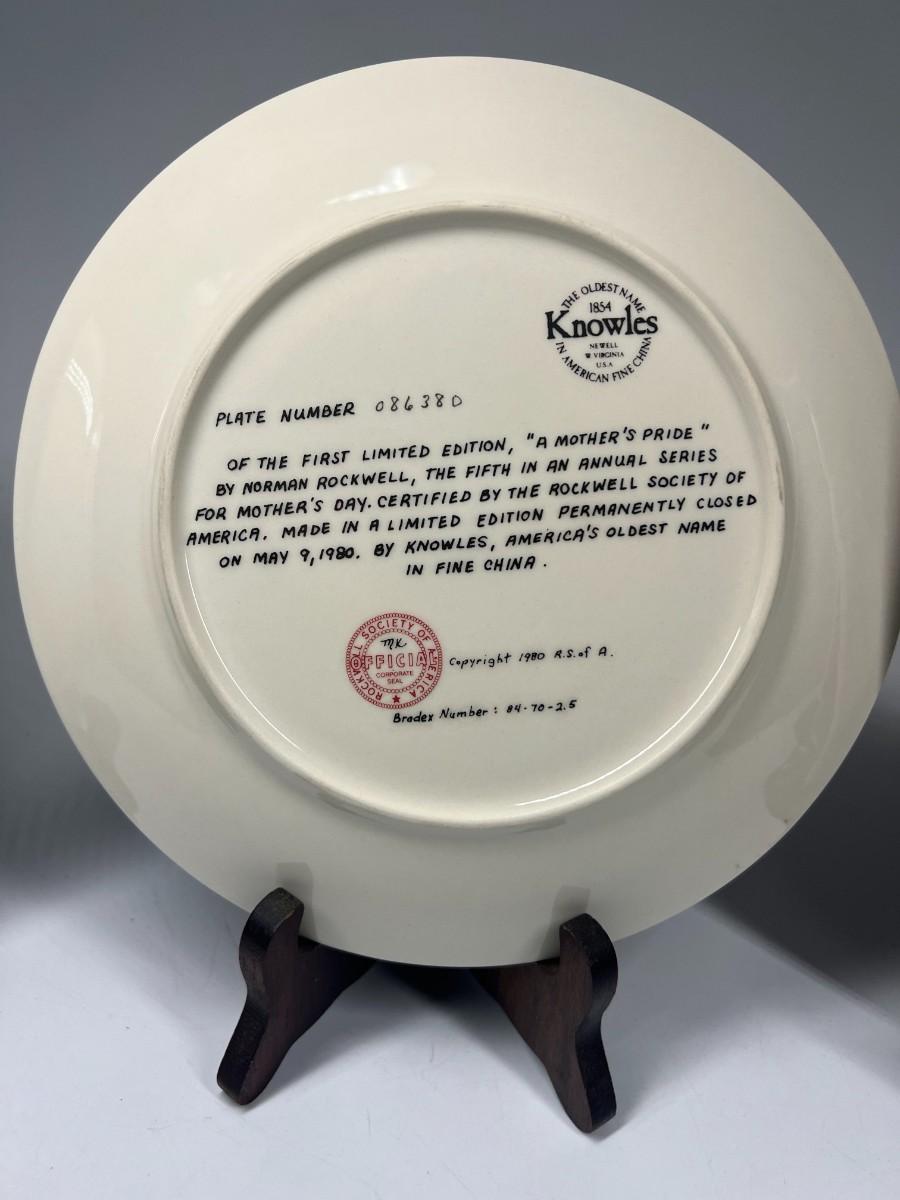 THE OLDEST NAME
1854
Knowles
NEWELL
W VIRGINIA
U.S.A
IN AMERICAN FINE CHINA
PLATE NUMBER 086380
OF THE FIRST LIMITED EDITION, "A MOTHER'S PRIDE"
BY NORMAN ROCKWELL, THE FIFTH IN AN ANNUAL SERIES
FOR MOTHER'S DAY. CERTIFIED BY THE ROCKWELL SOCIETY OF
AMERICA. MADE IN A LIMITED EDITION PERMANENTLY CLOSED
ON MAY 9, 1980. BY KNOWLES, AMERICA'S OLDEST NAME
IN FINE CHINA.
ROCKWELL SOCIETY OF AMERICA
MK
OFFICIAL
CORPORATE
SEAL
Copyright 1980 R.S. of A.
Bradex Number: 84-70-2.5